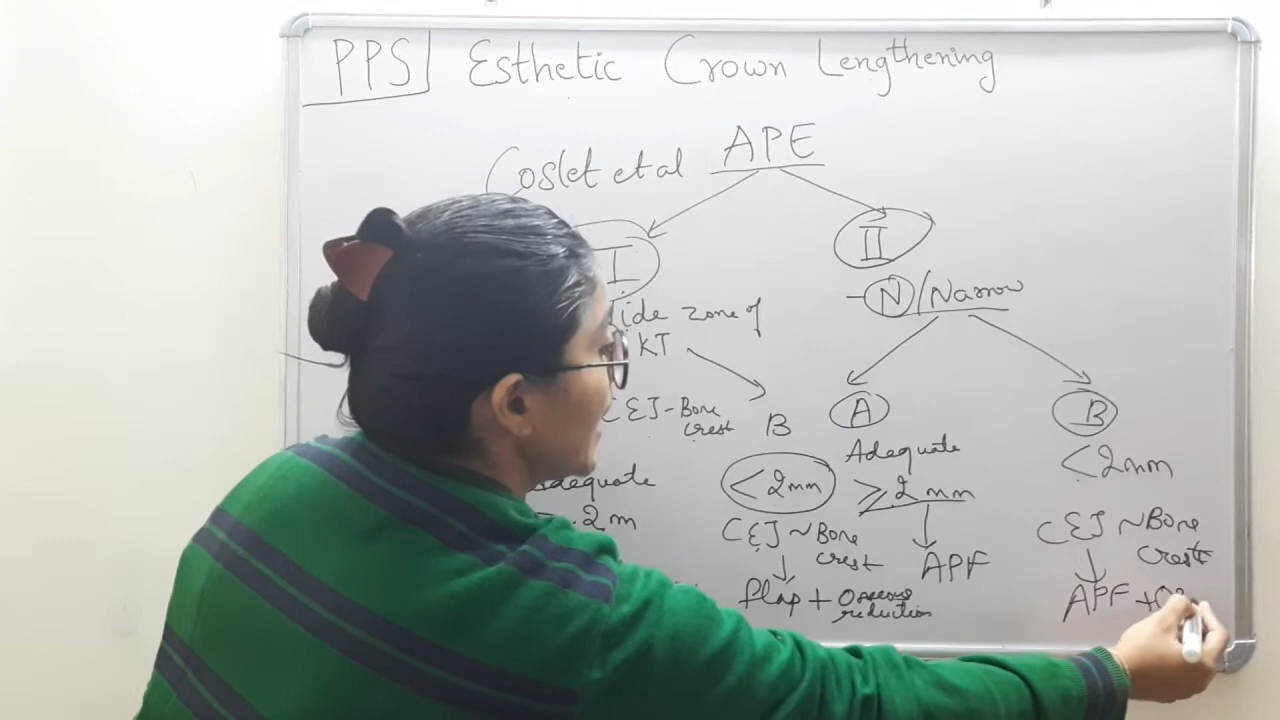 PPS Esthetic Crown Lengthening
Coslet et al APE
I
II
N/Narrow
ide zone of
KT
A
B
CEJ-Bone
crest
B
Adequate
<2mm
dequate
<2mm
≥2mm
.2m
CEJ ~ Bone
crest
CEJ ~ Bone
crest
APF
flap + Osseous
reduction
APF +